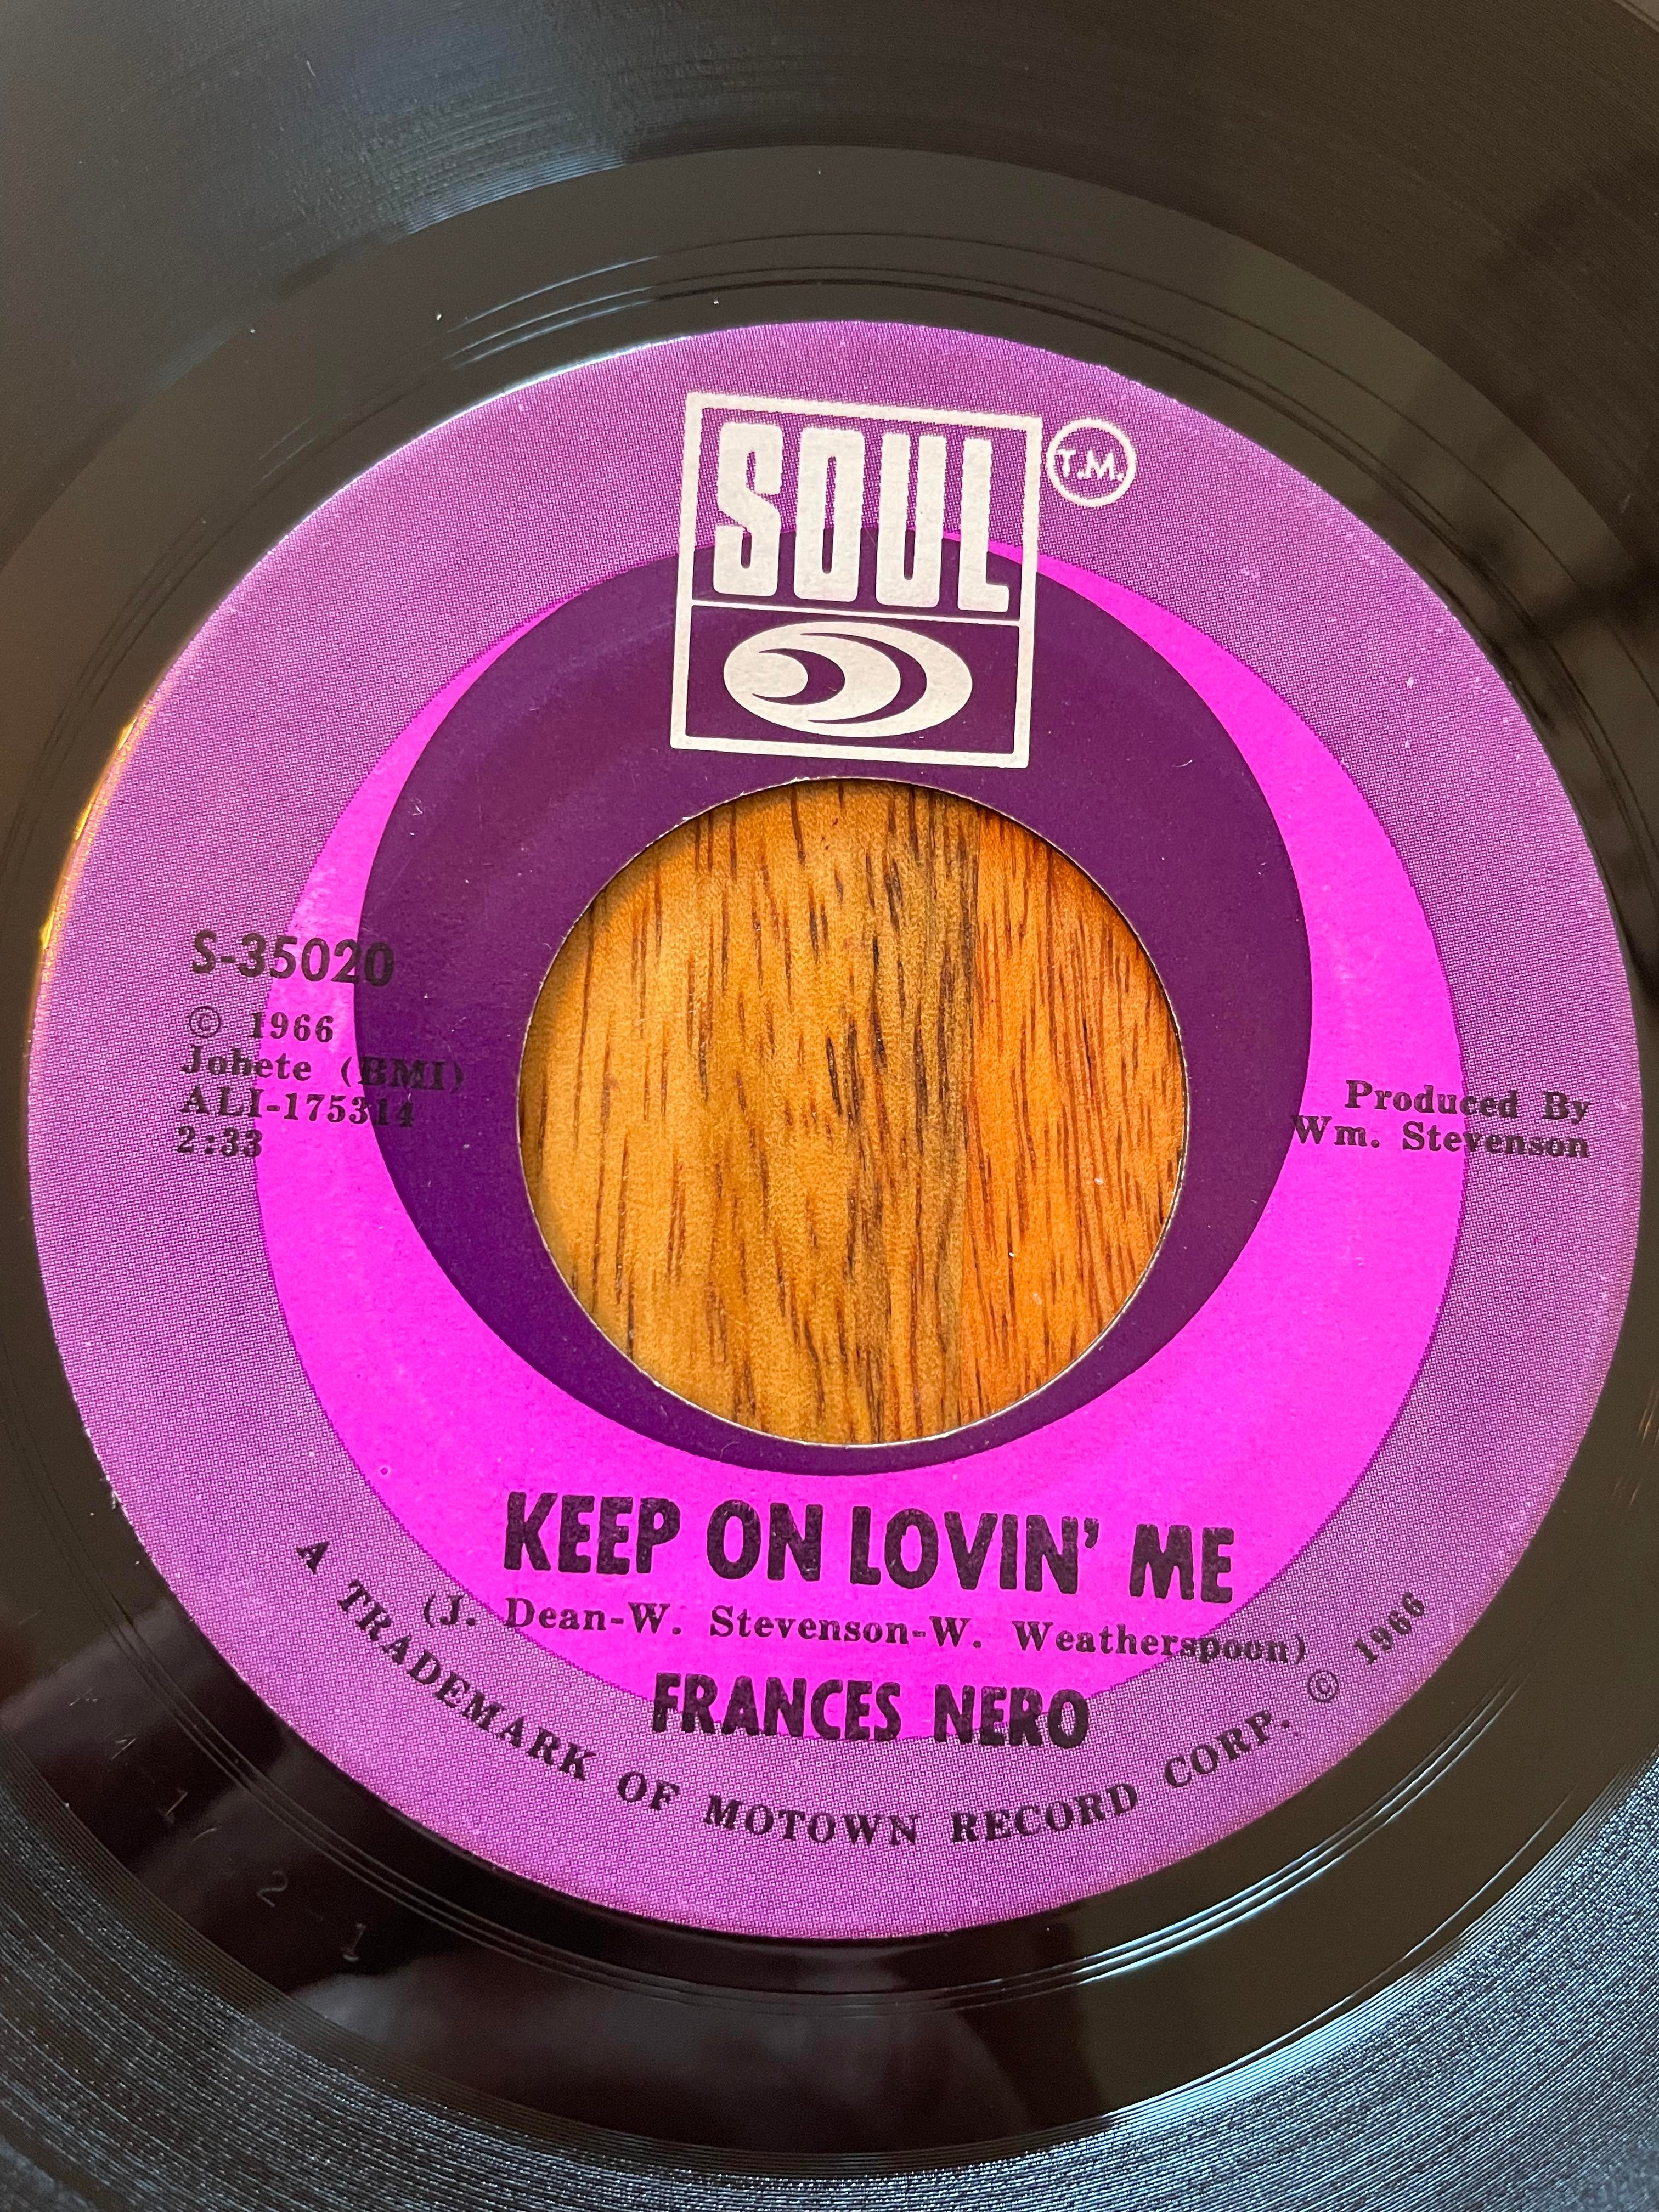 SOUL
T.M.
S-35020
© 1966
Jobete (BMI)
ALI-175314
2:33
Produced By
Wm. Stevenson
KEEP ON LOVIN' ME
(J. Dean-W. Stevenson-W. Weatherspoon)
FRANCES NERO
A TRADEMARK OF MOTOWN RECORD CORP. © 1966